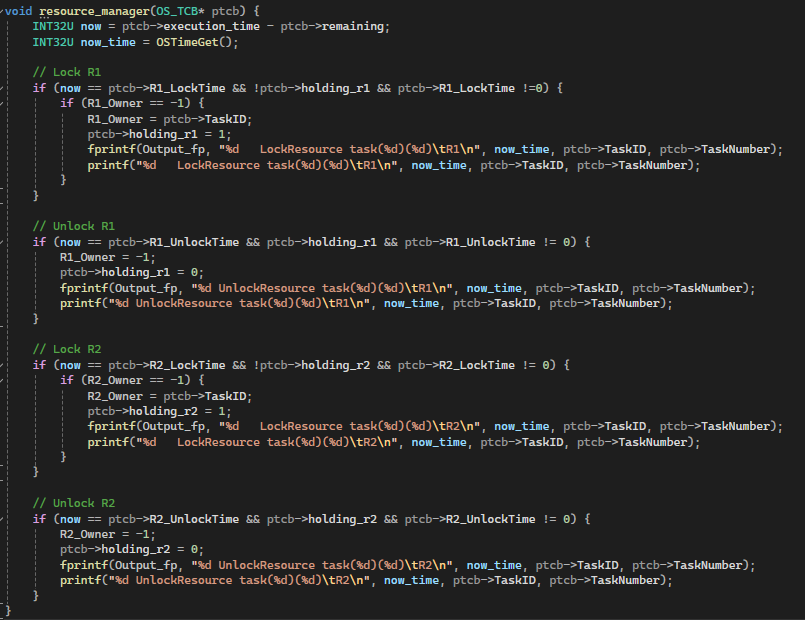 void resource_manager(OS_TCB* ptcb) {
    INT32U now = ptcb->execution_time - ptcb->remaining;
    INT32U now_time = OSTimeGet();

    // Lock R1
    if (now == ptcb->R1_LockTime && !ptcb->holding_r1 && ptcb->R1_LockTime !=0) {
        if (R1_Owner == -1) {
            R1_Owner = ptcb->TaskID;
            ptcb->holding_r1 = 1;
            fprintf(Output_fp, "%d   LockResource task(%d)(%d)\tR1\n", now_time, ptcb->TaskID, ptcb->TaskNumber);
            printf("%d   LockResource task(%d)(%d)\tR1\n", now_time, ptcb->TaskID, ptcb->TaskNumber);
        }
    }

    // Unlock R1
    if (now == ptcb->R1_UnlockTime && ptcb->holding_r1 && ptcb->R1_UnlockTime != 0) {
        R1_Owner = -1;
        ptcb->holding_r1 = 0;
        fprintf(Output_fp, "%d UnlockResource task(%d)(%d)\tR1\n", now_time, ptcb->TaskID, ptcb->TaskNumber);
        printf("%d UnlockResource task(%d)(%d)\tR1\n", now_time, ptcb->TaskID, ptcb->TaskNumber);
    }

    // Lock R2
    if (now == ptcb->R2_LockTime && !ptcb->holding_r2 && ptcb->R2_LockTime != 0) {
        if (R2_Owner == -1) {
            R2_Owner = ptcb->TaskID;
            ptcb->holding_r2 = 1;
            fprintf(Output_fp, "%d   LockResource task(%d)(%d)\tR2\n", now_time, ptcb->TaskID, ptcb->TaskNumber);
            printf("%d   LockResource task(%d)(%d)\tR2\n", now_time, ptcb->TaskID, ptcb->TaskNumber);
        }
    }

    // Unlock R2
    if (now == ptcb->R2_UnlockTime && ptcb->holding_r2 && ptcb->R2_UnlockTime != 0) {
        R2_Owner = -1;
        ptcb->holding_r2 = 0;
        fprintf(Output_fp, "%d UnlockResource task(%d)(%d)\tR2\n", now_time, ptcb->TaskID, ptcb->TaskNumber);
        printf("%d UnlockResource task(%d)(%d)\tR2\n", now_time, ptcb->TaskID, ptcb->TaskNumber);
    }
}